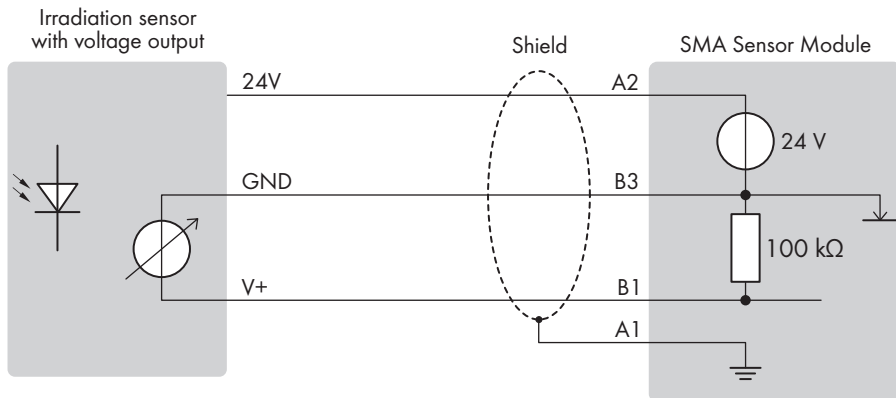 Irradiation sensor
with voltage output
Shield
SMA Sensor Module
24V
A2
24 V
GND
B3
100 kΩ
V+
B1
A1